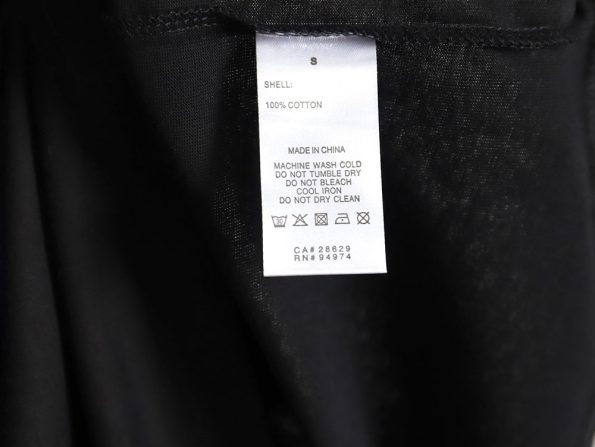 S
SHELL:
100% COTTON
MADE IN CHINA
MACHINE WASH COLD
DO NOT TUMBLE DRY
DO NOT BLEACH
COOL IRON
DO NOT DRY CLEAN
CA# 28629
RN# 94974